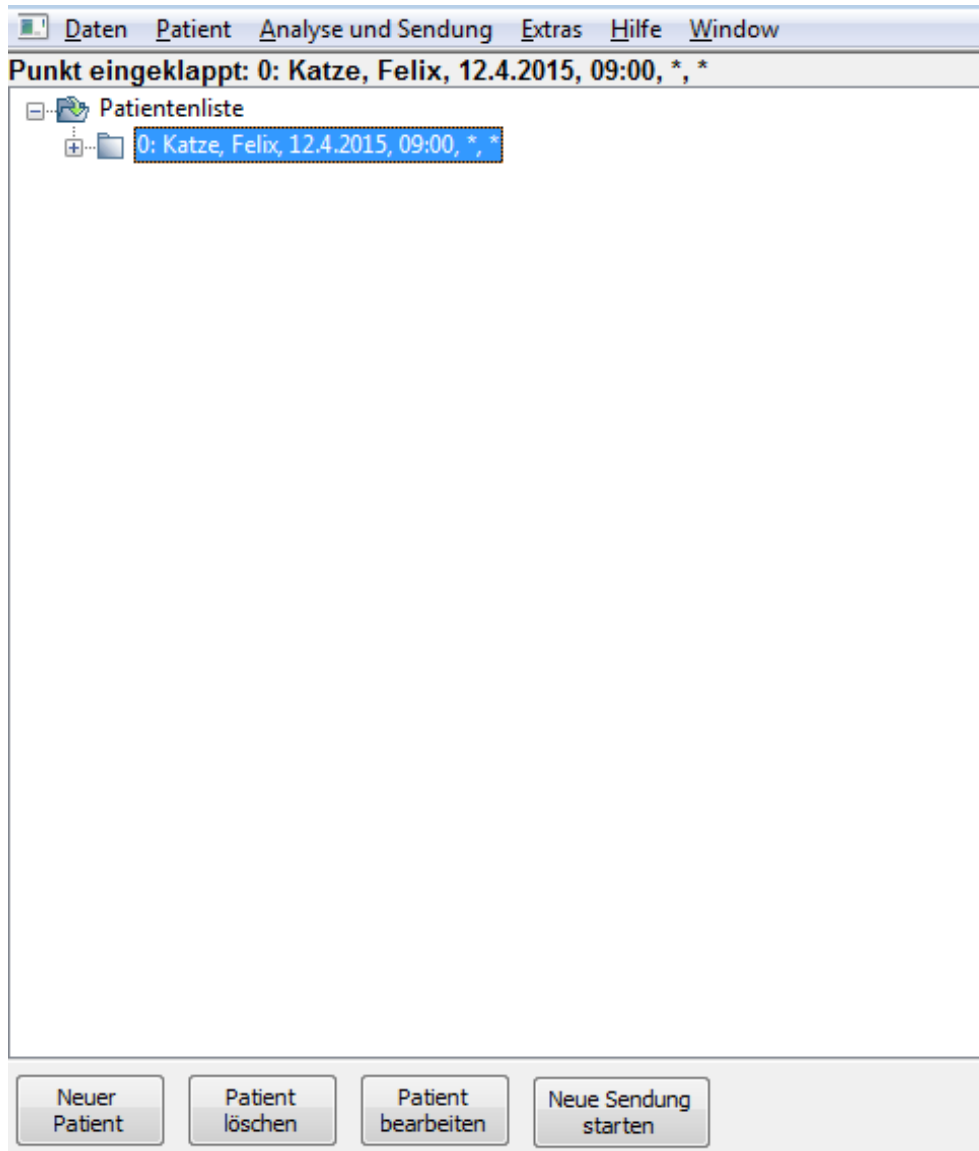 Daten Patient Analyse und Sendung Extras Hilfe Window
Punkt eingeklappt: 0: Katze, Felix, 12.4.2015, 09:00, *, *
Patientenliste
0: Katze, Felix, 12.4.2015, 09:00, *, *
Neuer Patient
Patient löschen
Patient bearbeiten
Neue Sendung starten